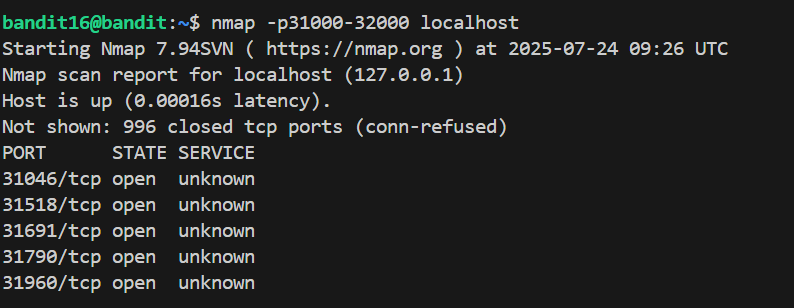 bandit16@bandit:~$ nmap -p31000-32000 localhost
Starting Nmap 7.94SVN ( https://nmap.org ) at 2025-07-24 09:26 UTC
Nmap scan report for localhost (127.0.0.1)
Host is up (0.00016s latency).
Not shown: 996 closed tcp ports (conn-refused)
PORT      STATE SERVICE
31046/tcp open  unknown
31518/tcp open  unknown
31691/tcp open  unknown
31790/tcp open  unknown
31960/tcp open  unknown